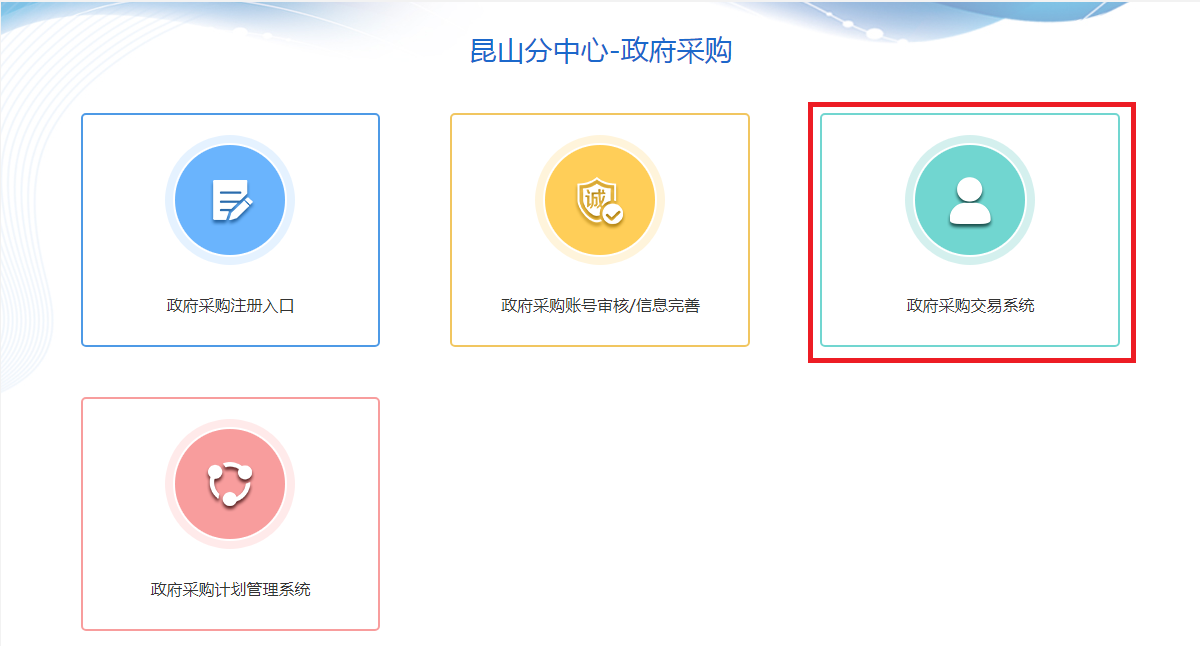 昆山分中心-政府采购
诚
政府采购注册入口
政府采购账号审核/信息完善
政府采购交易系统
政府采购计划管理系统